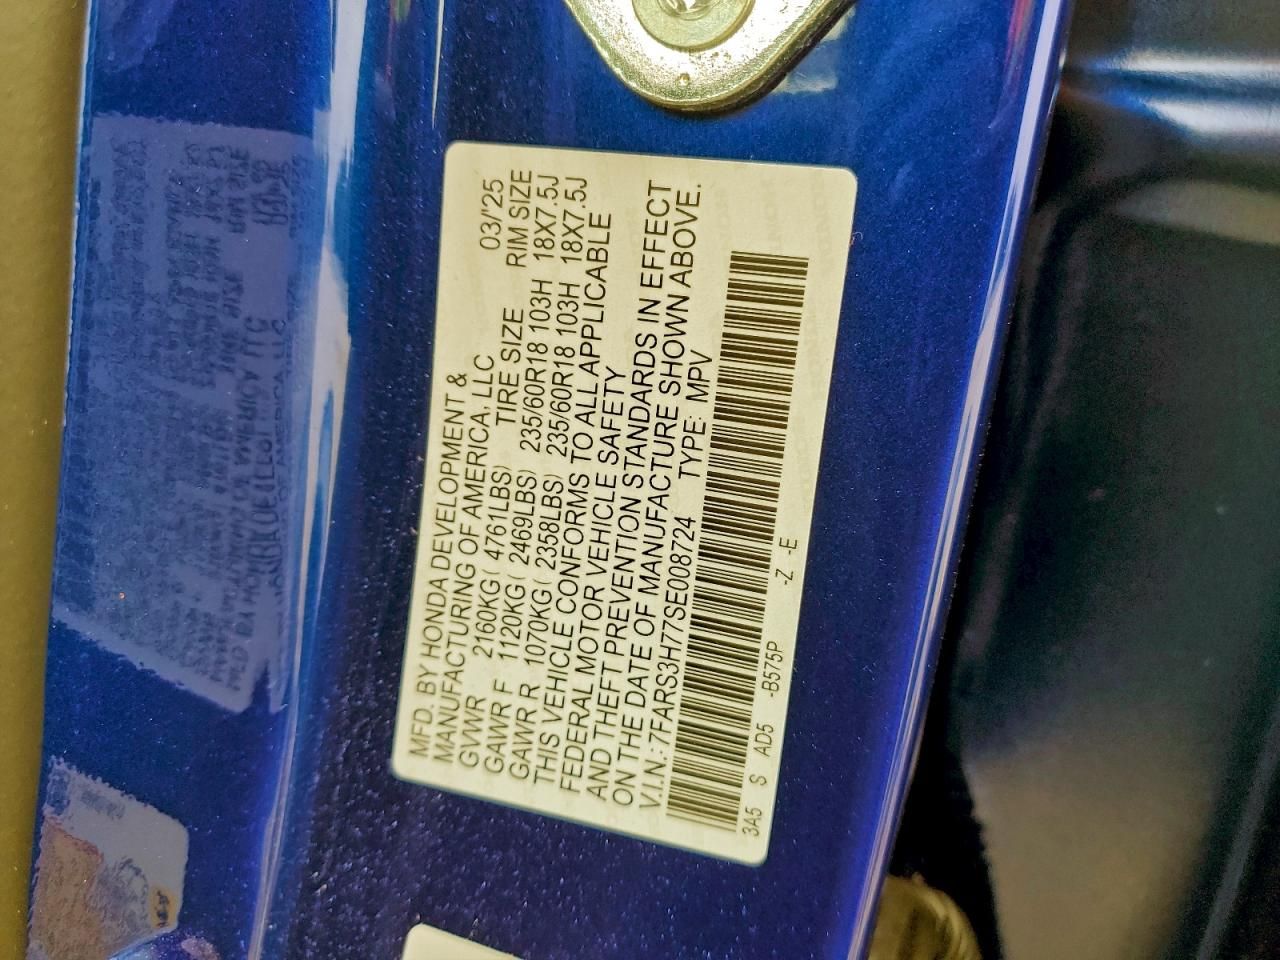 MFD. BY HONDA DEVELOPMENT &
MANUFACTURING OF AMERICA, LLC 03/'25
GVWR 2160KG( 4761LBS) TIRE SIZE RIM SIZE
GAWR F 1120KG( 2469LBS) 235/60R18 103H 18X7.5J
GAWR R 1070KG( 2358LBS) 235/60R18 103H 18X7.5J
THIS VEHICLE CONFORMS TO ALL APPLICABLE
FEDERAL MOTOR VEHICLE SAFETY
AND THEFT PREVENTION STANDARDS IN EFFECT
ON THE DATE OF MANUFACTURE SHOWN ABOVE.
V.I.N.: 7FARS3H77SE008724 TYPE: MPV
3A5 S AD5 -B575P -Z -E